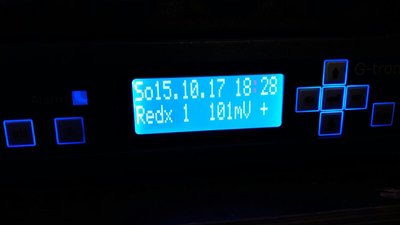 So15.10.17 18:28
Redx 1 101mV +